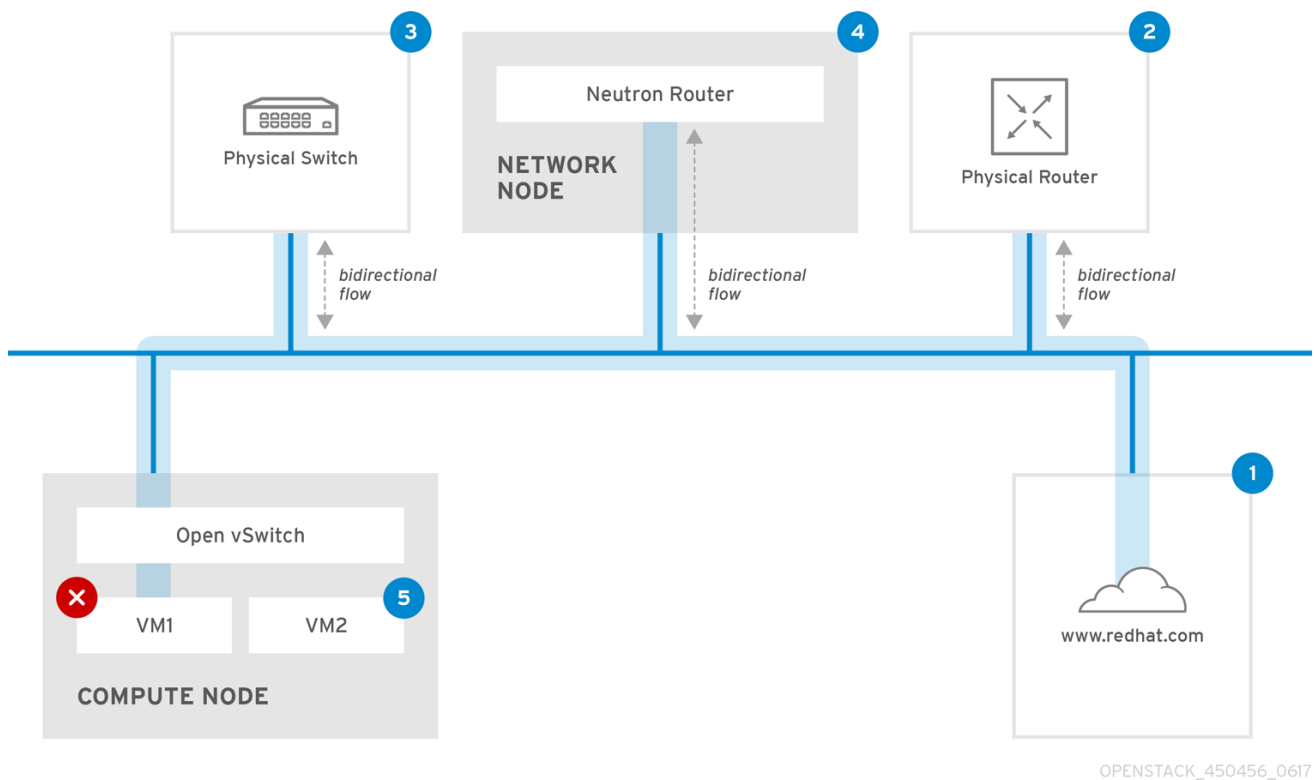 3
4
2
Neutron Router
Physical Switch
NETWORK
NODE
Physical Router
bidirectional
flow
bidirectional
flow
bidirectional
flow
1
Open vSwitch
5
VM1
VM2
www.redhat.com
COMPUTE NODE
OPENSTACK_450456_0617